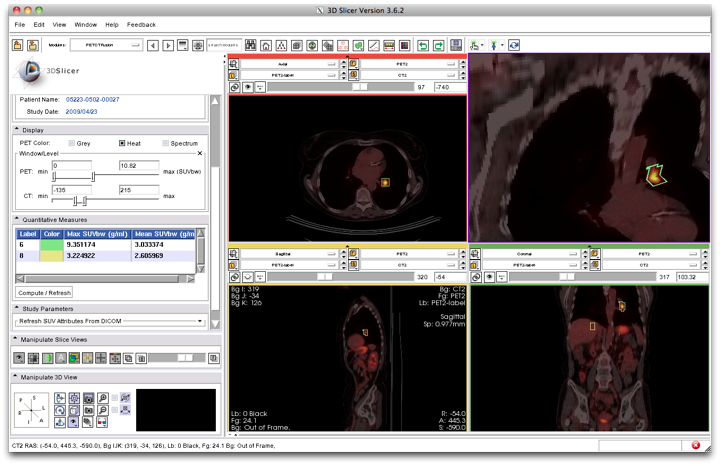 3D Slicer Version 3.6.2
File Edit View Window Help Feedback
Modules: PETCTFusion
search modules
3DSlicer
Patient Name: 05223-0502-00027
Study Date: 2009/04/23
Display
PET Color: Grey Heat Spectrum
Window/Level
0 10.82
PET: min max (SUVbw)
-135 215
CT: min max
Quantitative Measures
Label Color Max SUVbw (g/ml) Mean SUVbw (g/m
6 9.351174 3.033374
8 3.224922 2.605969
Compute / Refresh
Study Parameters
Refresh SUV Attributes From DICOM
Manipulate Slice Views
Manipulate 3D View
P S L R I A
Axial PET2
PET2-label CT2
97 -740
Sagittal PET2
PET2-label CT2
320 -54
Bg I: 319
Bg J: -34
Bg K: 126
Bg: CT2
Fg: PET2
Lb: PET2-label
Sagittal
Sp: 0.977mm
Lb: 0 Black
Fg: 24.1
Bg: Out of Frame,
R: -54.0
A: 445.3
S: -590.0
Coronal PET2
PET2-label CT2
317 103.32
CT2 RAS: (-54.0, 445.3, -590.0), Bg IJK: (319, -34, 126), Lb: 0 Black, Fg: 24.1 Bg: Out of Frame,